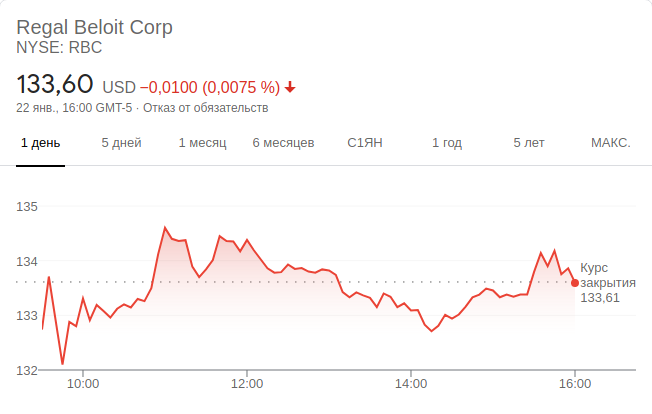 Regal Beloit Corp
NYSE: RBC
133,60 USD −0,0100 (0,0075 %)
22 янв., 16:00 GMT-5 · Отказ от обязательств
1 день 5 дней 1 месяц 6 месяцев С1ЯН 1 год 5 лет МАКС.
135
134
Курс
закрытия
133,61
133
132
10:00 12:00 14:00 16:00